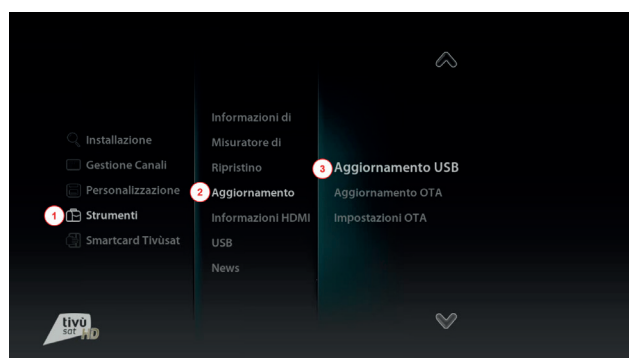 Installazione
Gestione Canali
Personalizzazione
1 Strumenti
Smartcard Tivùsat
Informazioni di
Misuratore di
Ripristino
2 Aggiornamento
Informazioni HDMI
USB
News
3 Aggiornamento USB
Aggiornamento OTA
Impostazioni OTA
tivù
sat HD